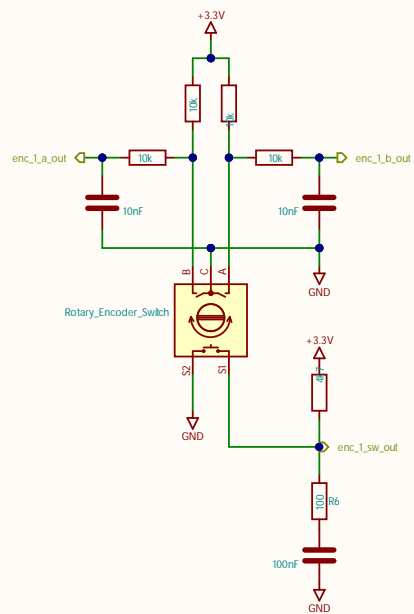 +3.3V
10k
10k
enc_1_a_out
10k
10k
enc_1_b_out
10nF
10nF
B
C
A
GND
Rotary_Encoder_Switch
+3.3V
S2
S1
4k7
GND
enc_1_sw_out
100
R6
100nF
GND